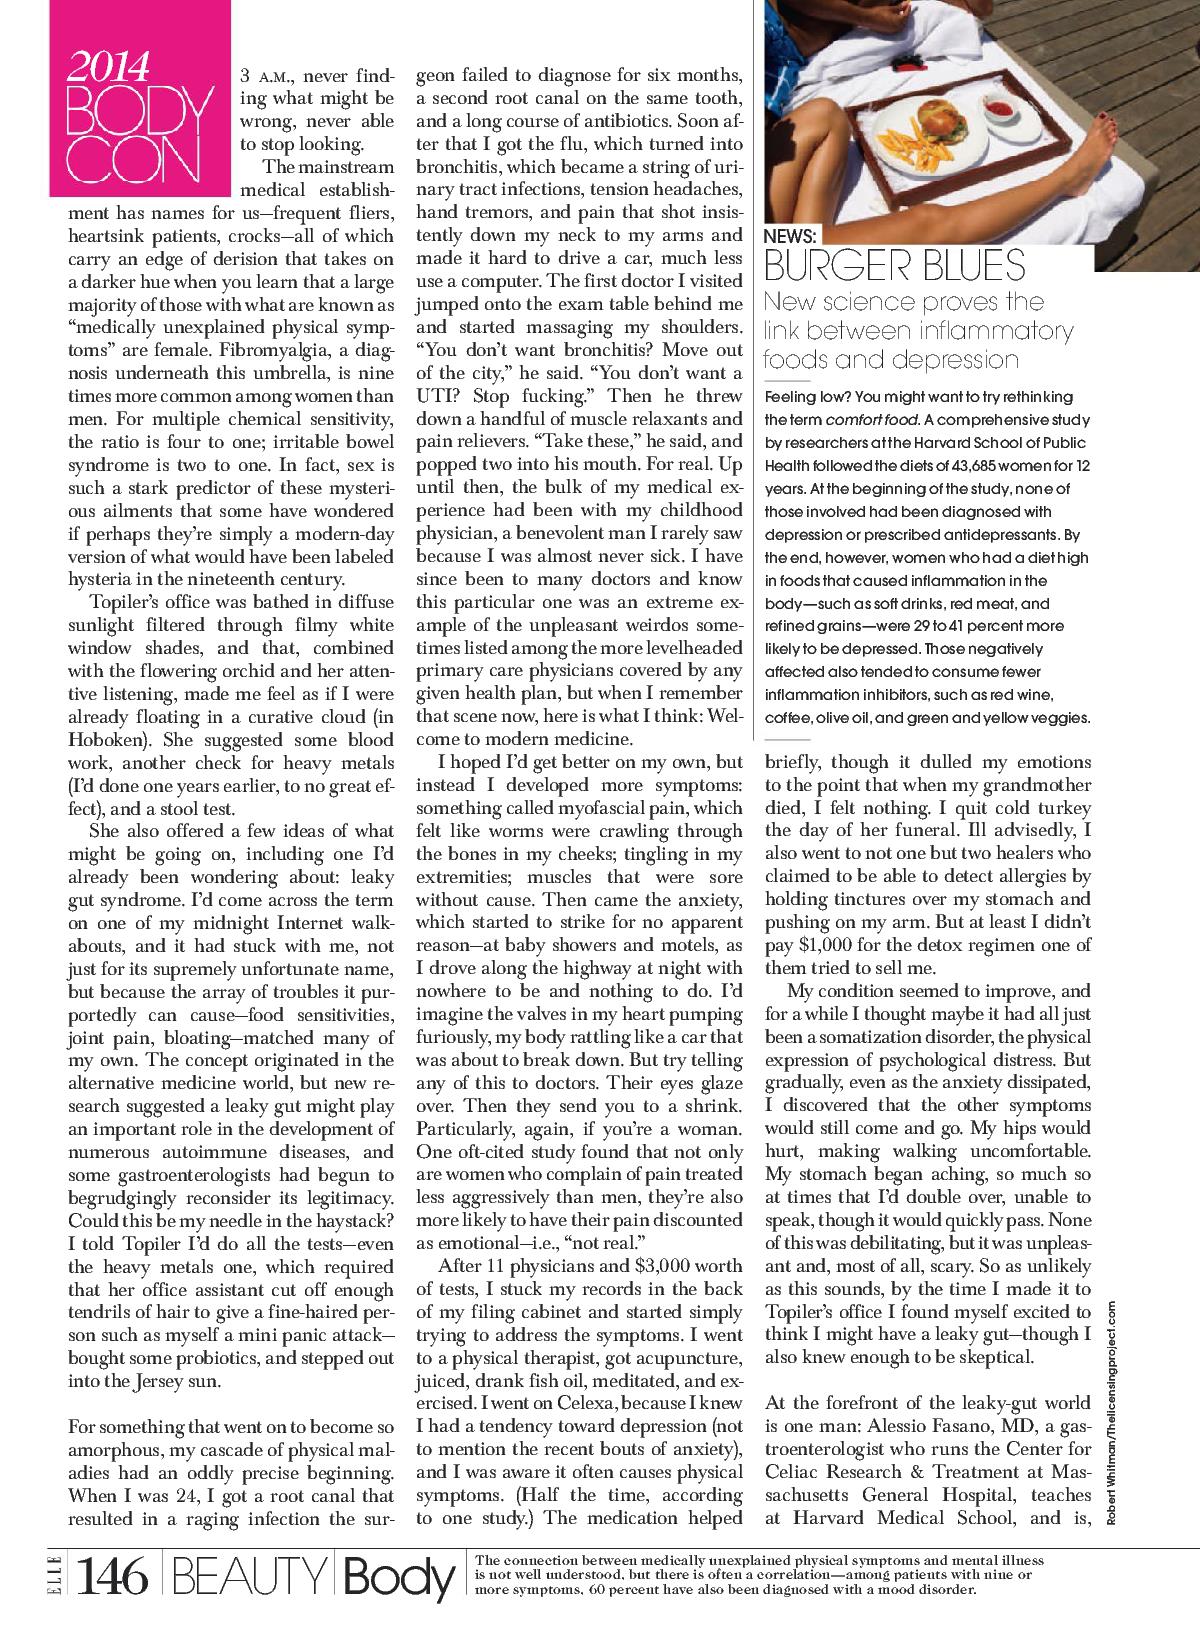 2014
BODY
CON
3 A.M., never find-
ing what might be
wrong, never able
to stop looking.
The mainstream
medical establish-
ment has names for us—frequent fliers,
heartsink patients, crocks—all of which
carry an edge of derision that takes on
a darker hue when you learn that a large
majority of those with what are known as
“medically unexplained physical symp-
toms” are female. Fibromyalgia, a diag-
nosis underneath this umbrella, is nine
times more common among women than
men. For multiple chemical sensitivity,
the ratio is four to one; irritable bowel
syndrome is two to one. In fact, sex is
such a stark predictor of these mysteri-
ous ailments that some have wondered
if perhaps they’re simply a modern-day
version of what would have been labeled
hysteria in the nineteenth century.
Topiler’s office was bathed in diffuse
sunlight filtered through filmy white
window shades, and that, combined
with the flowering orchid and her atten-
tive listening, made me feel as if I were
already floating in a curative cloud (in
Hoboken). She suggested some blood
work, another check for heavy metals
(I’d done one years earlier, to no great ef-
fect), and a stool test.
She also offered a few ideas of what
might be going on, including one I’d
already been wondering about: leaky
gut syndrome. I’d come across the term
on one of my midnight Internet walk-
abouts, and it had stuck with me, not
just for its supremely unfortunate name,
but because the array of troubles it pur-
portedly can cause—food sensitivities,
joint pain, bloating—matched many of
my own. The concept originated in the
alternative medicine world, but new re-
search suggested a leaky gut might play
an important role in the development of
numerous autoimmune diseases, and
some gastroenterologists had begun to
begrudgingly reconsider its legitimacy.
Could this be my needle in the haystack?
I told Topiler I’d do all the tests—even
the heavy metals one, which required
that her office assistant cut off enough
tendrils of hair to give a fine-haired per-
son such as myself a mini panic attack—
bought some probiotics, and stepped out
into the Jersey sun.
For something that went on to become so
amorphous, my cascade of physical mal-
adies had an oddly precise beginning.
When I was 24, I got a root canal that
resulted in a raging infection the sur-
geon failed to diagnose for six months,
a second root canal on the same tooth,
and a long course of antibiotics. Soon af-
ter that I got the flu, which turned into
bronchitis, which became a string of uri-
nary tract infections, tension headaches,
hand tremors, and pain that shot insis-
tently down my neck to my arms and
made it hard to drive a car, much less
use a computer. The first doctor I visited
jumped onto the exam table behind me
and started massaging my shoulders.
“You don’t want bronchitis? Move out
of the city,” he said. “You don’t want a
UTI? Stop fucking.” Then he threw
down a handful of muscle relaxants and
pain relievers. “Take these,” he said, and
popped two into his mouth. For real. Up
until then, the bulk of my medical ex-
perience had been with my childhood
physician, a benevolent man I rarely saw
because I was almost never sick. I have
since been to many doctors and know
this particular one was an extreme ex-
ample of the unpleasant weirdos some-
times listed among the more levelheaded
primary care physicians covered by any
given health plan, but when I remember
that scene now, here is what I think: Wel-
come to modern medicine.
I hoped I’d get better on my own, but
instead I developed more symptoms:
something called myofascial pain, which
felt like worms were crawling through
the bones in my cheeks; tingling in my
extremities; muscles that were sore
without cause. Then came the anxiety,
which started to strike for no apparent
reason—at baby showers and motels, as
I drove along the highway at night with
nowhere to be and nothing to do. I’d
imagine the valves in my heart pumping
furiously, my body rattling like a car that
was about to break down. But try telling
any of this to doctors. Their eyes glaze
over. Then they send you to a shrink.
Particularly, again, if you’re a woman.
One oft-cited study found that not only
are women who complain of pain treated
less aggressively than men, they’re also
more likely to have their pain discounted
as emotional—i.e., “not real.”
After 11 physicians and $3,000 worth
of tests, I stuck my records in the back
of my filing cabinet and started simply
trying to address the symptoms. I went
to a physical therapist, got acupuncture,
juiced, drank fish oil, meditated, and ex-
ercised. I went on Celexa, because I knew
I had a tendency toward depression (not
to mention the recent bouts of anxiety),
and I was aware it often causes physical
symptoms. (Half the time, according
to one study.) The medication helped
NEWS:
BURGER BLUES
New science proves the
link between inflammatory
foods and depression
Feeling low? You might want to try rethinking
the term comfort food. A comprehensive study
by researchers at the Harvard School of Public
Health followed the diets of 43,685 women for 12
years. At the beginning of the study, none of
those involved had been diagnosed with
depression or prescribed antidepressants. By
the end, however, women who had a diet high
in foods that caused inflammation in the
body—such as soft drinks, red meat, and
refined grains—were 29 to 41 percent more
likely to be depressed. Those negatively
affected also tended to consume fewer
inflammation inhibitors, such as red wine,
coffee, olive oil, and green and yellow veggies.
briefly, though it dulled my emotions
to the point that when my grandmother
died, I felt nothing. I quit cold turkey
the day of her funeral. Ill advisedly, I
also went to not one but two healers who
claimed to be able to detect allergies by
holding tinctures over my stomach and
pushing on my arm. But at least I didn’t
pay $1,000 for the detox regimen one of
them tried to sell me.
My condition seemed to improve, and
for a while I thought maybe it had all just
been a somatization disorder, the physical
expression of psychological distress. But
gradually, even as the anxiety dissipated,
I discovered that the other symptoms
would still come and go. My hips would
hurt, making walking uncomfortable.
My stomach began aching, so much so
at times that I’d double over, unable to
speak, though it would quickly pass. None
of this was debilitating, but it was unpleas-
ant and, most of all, scary. So as unlikely
as this sounds, by the time I made it to
Topiler’s office I found myself excited to
think I might have a leaky gut—though I
also knew enough to be skeptical.
At the forefront of the leaky-gut world
is one man: Alessio Fasano, MD, a gas-
troenterologist who runs the Center for
Celiac Research & Treatment at Mas-
sachusetts General Hospital, teaches
at Harvard Medical School, and is,
Robert Whitman/Thelicensingproject.com
ELLE 146 BEAUTY Body
The connection between medically unexplained physical symptoms and mental illness
is not well understood, but there is often a correlation—among patients with nine or
more symptoms, 60 percent have also been diagnosed with a mood disorder.